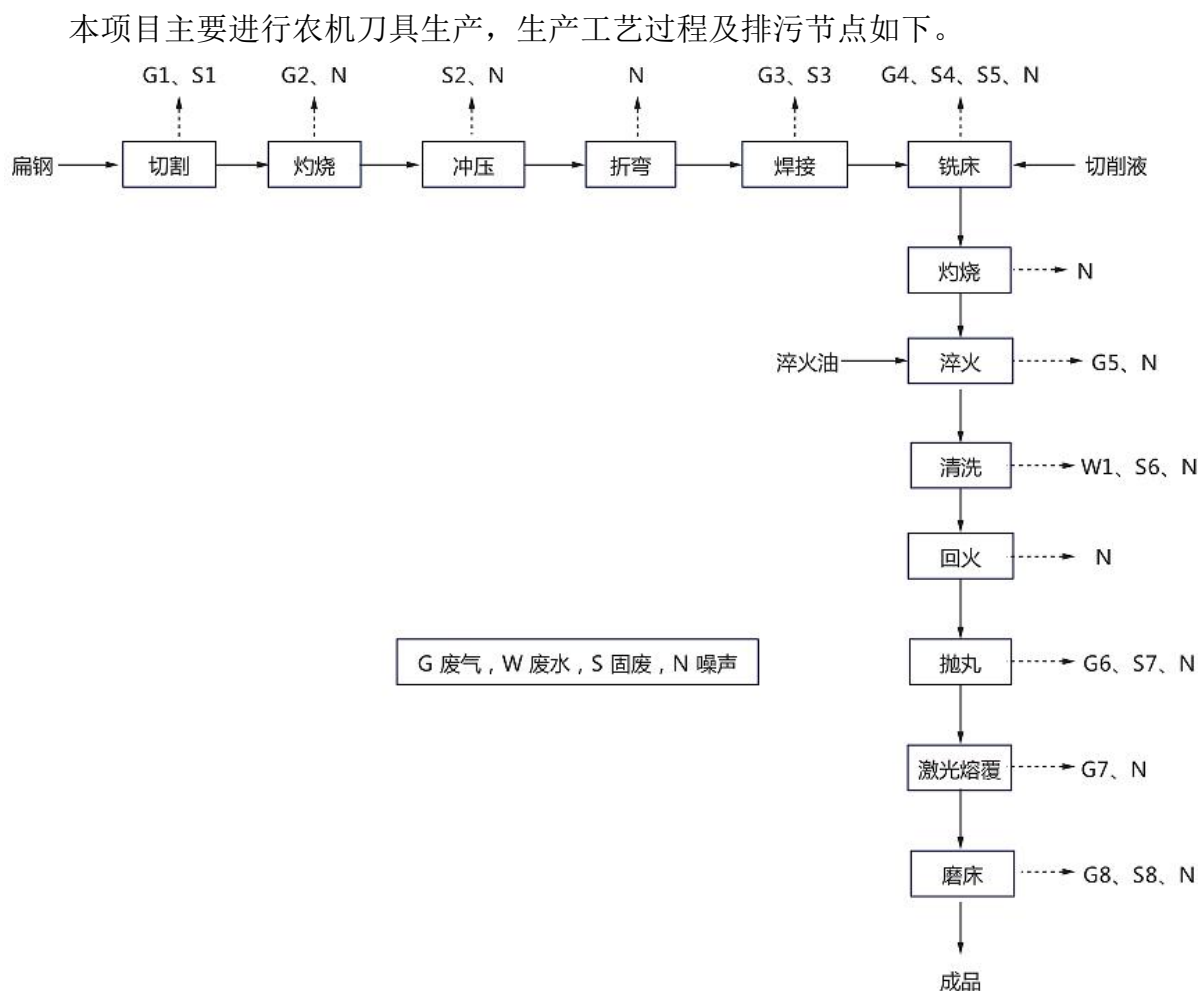 本项目主要进行农机刀具生产，生产工艺过程及排污节点如下。
G1、S1 G2、N S2、N N G3、S3 G4、S4、S5、N
扁钢 切割 灼烧 冲压 折弯 焊接 铣床 切削液
灼烧 N
淬火油 淬火 G5、N
清洗 W1、S6、N
回火 N
G 废气，W 废水，S 固废，N 噪声 抛丸 G6、S7、N
激光熔覆 G7、N
磨床 G8、S8、N
成品